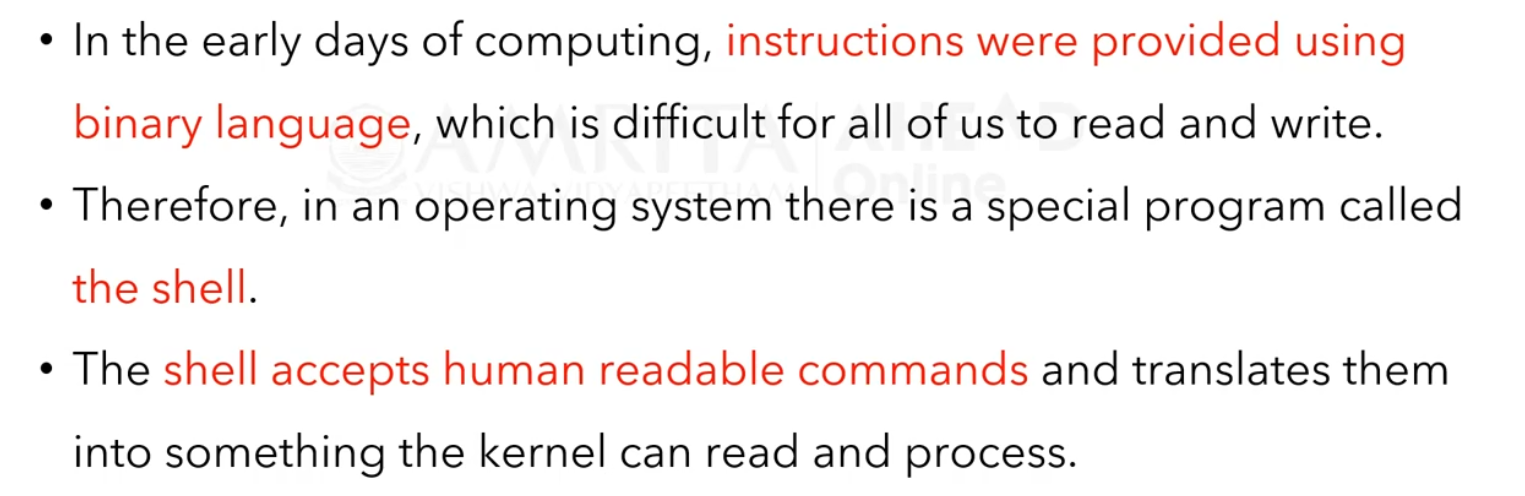 • In the early days of computing, instructions were provided using
binary language, which is difficult for all of us to read and write.
AMRITA AHEAD
VISHWA VIDYAPEETHAM Online
• Therefore, in an operating system there is a special program called
the shell.
• The shell accepts human readable commands and translates them
into something the kernel can read and process.